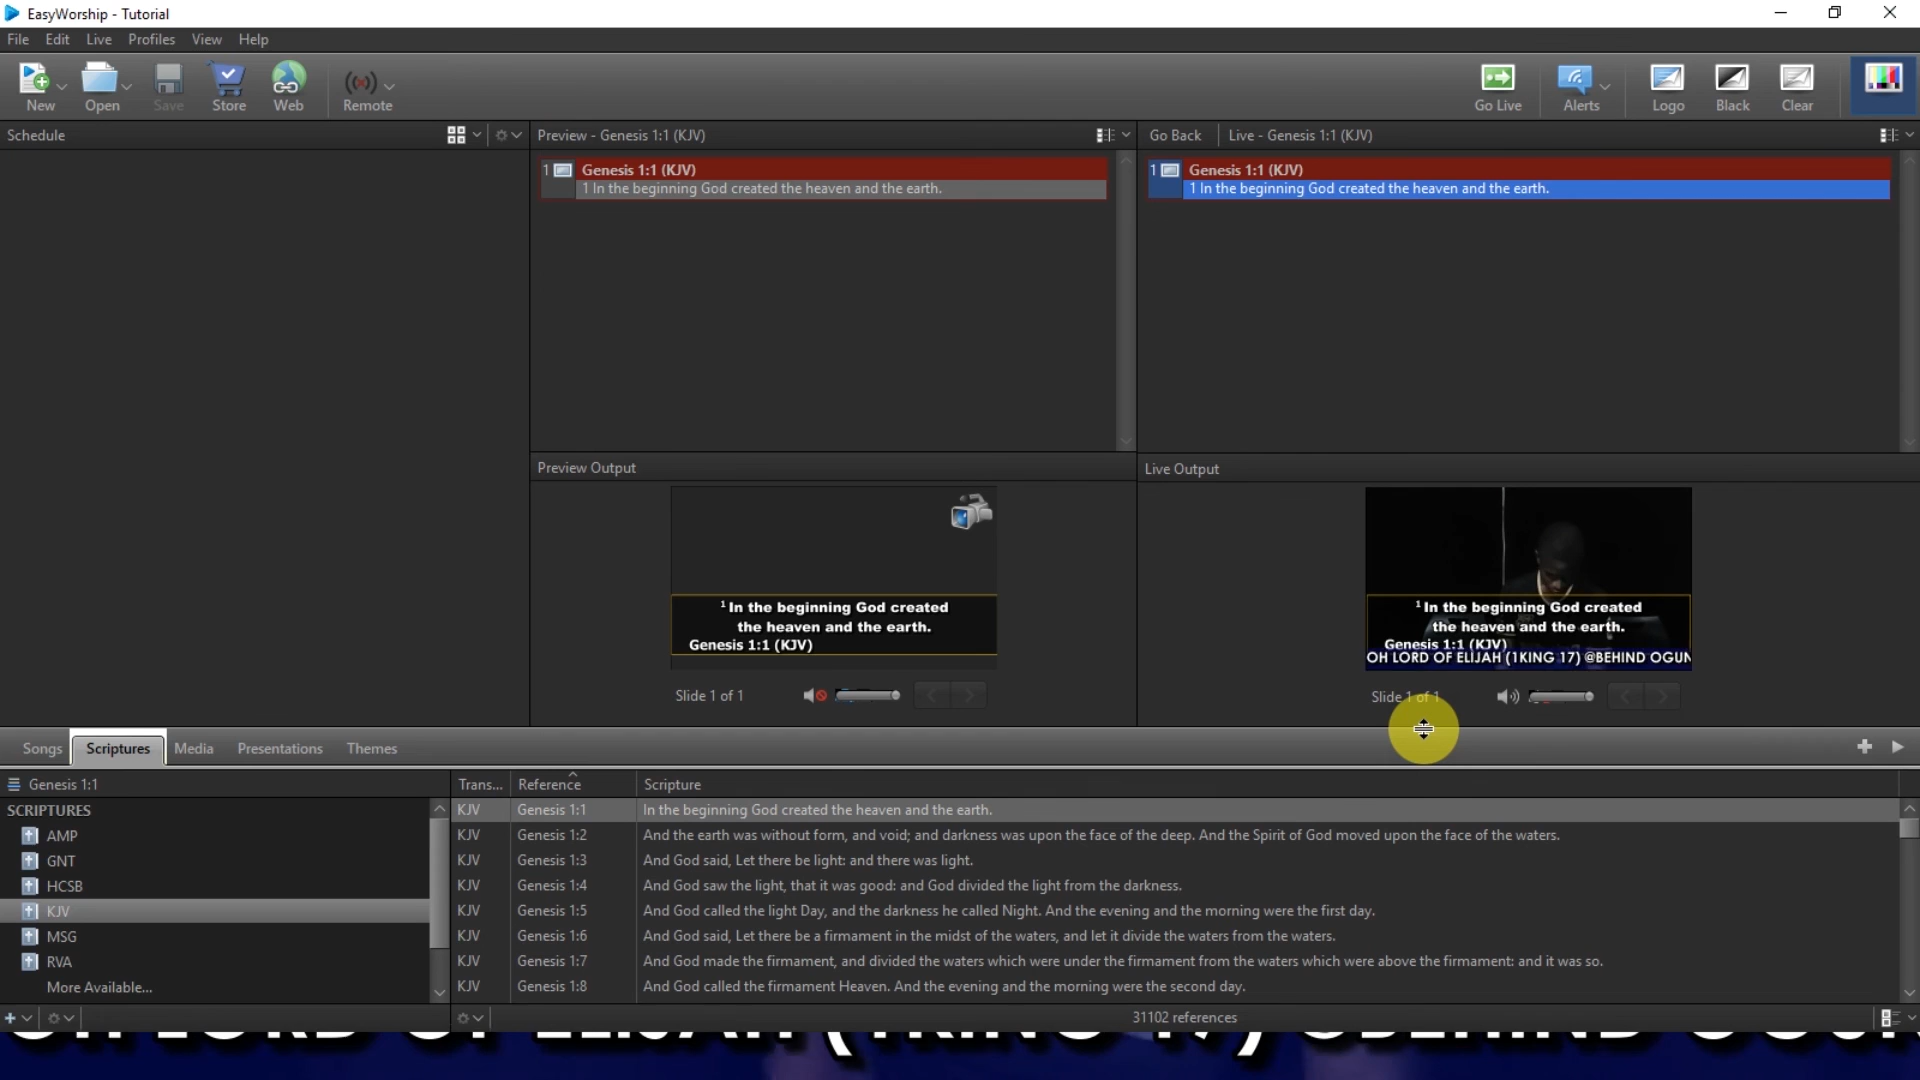 EasyWorship - Tutorial
File Edit Live Profiles View Help
New Open Save Store Web Remote Go Live Alerts Logo Black Clear
Schedule
Preview - Genesis 1:1 (KJV)
Go Back Live - Genesis 1:1 (KJV)
1 Genesis 1:1 (KJV)
1 In the beginning God created the heaven and the earth.
1 Genesis 1:1 (KJV)
1 In the beginning God created the heaven and the earth.
Preview Output
Live Output
1 In the beginning God created
the heaven and the earth.
Genesis 1:1 (KJV)
1 In the beginning God created
the heaven and the earth.
Genesis 1:1 (KJV)
OH LORD OF ELIJAH (1KING 17) @BEHIND OGUN
Slide 1 of 1
Slide 1 of 1
Songs Scriptures Media Presentations Themes
Genesis 1:1
SCRIPTURES
AMP
GNT
HCSB
KJV
MSG
RVA
More Available...
Trans... Reference Scripture
KJV Genesis 1:1 In the beginning God created the heaven and the earth.
KJV Genesis 1:2 And the earth was without form, and void; and darkness was upon the face of the deep. And the Spirit of God moved upon the face of the waters.
KJV Genesis 1:3 And God said, Let there be light: and there was light.
KJV Genesis 1:4 And God saw the light, that it was good: and God divided the light from the darkness.
KJV Genesis 1:5 And God called the light Day, and the darkness he called Night. And the evening and the morning were the first day.
KJV Genesis 1:6 And God said, Let there be a firmament in the midst of the waters, and let it divide the waters from the waters.
KJV Genesis 1:7 And God made the firmament, and divided the waters which were under the firmament from the waters which were above the firmament: and it was so.
KJV Genesis 1:8 And God called the firmament Heaven. And the evening and the morning were the second day.
31102 references